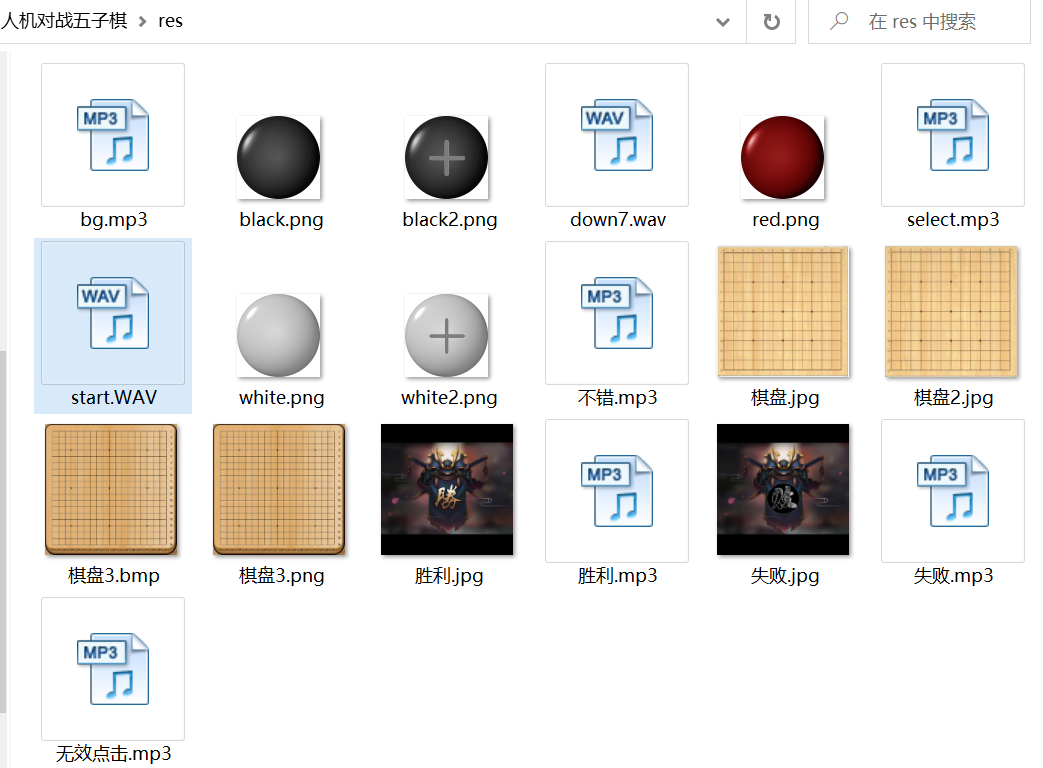 人机对战五子棋 > res
在 res 中搜索
MP3
WAV
MP3
bg.mp3
black.png
black2.png
down7.wav
red.png
select.mp3
WAV
MP3
start.WAV
white.png
white2.png
不错.mp3
棋盘.jpg
棋盘2.jpg
勝
MP3
敗
MP3
棋盘3.bmp
棋盘3.png
胜利.jpg
胜利.mp3
失败.jpg
失败.mp3
MP3
无效点击.mp3